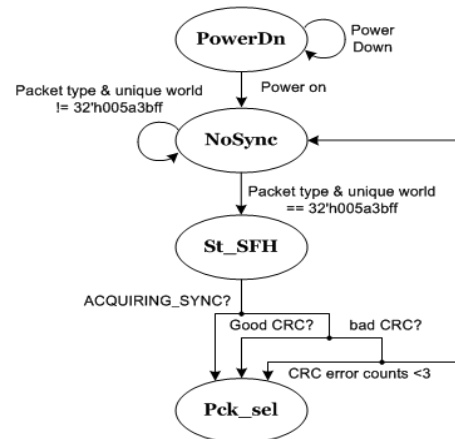 PowerDn
Power
Down
Power on
Packet type & unique world
!= 32'h005a3bff
NoSync
Packet type & unique world
== 32'h005a3bff
St_SFH
ACQUIRING_SYNC?
Good CRC?
bad CRC?
CRC error counts <3
Pck_sel